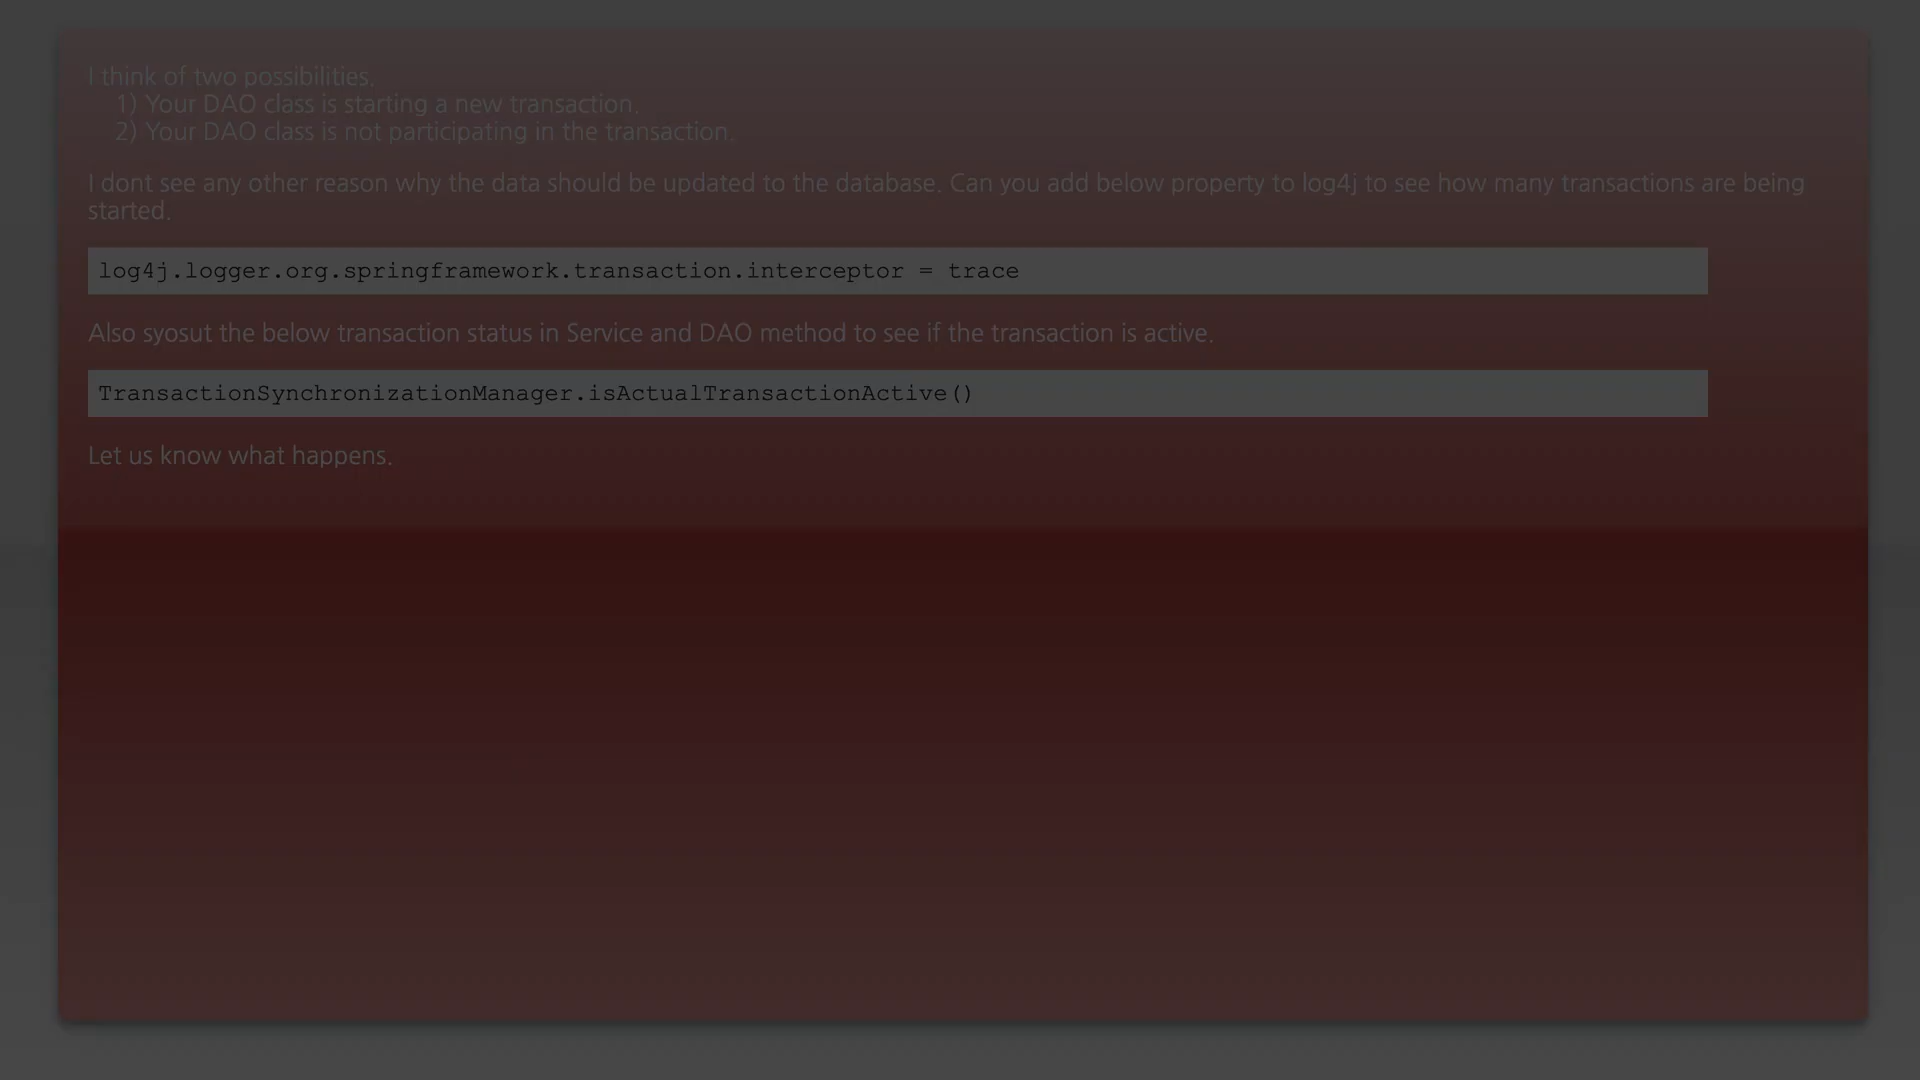 I think of two possibilities.
1) Your DAO class is starting a new transaction.
2) Your DAO class is not participating in the transaction.
I dont see any other reason why the data should be updated to the database. Can you add below property to log4j to see how many transactions are being
started.
log4j.logger.org.springframework.transaction.interceptor = trace
Also syosut the below transaction status in Service and DAO method to see if the transaction is active.
TransactionSynchronizationManager.isActualTransactionActive()
Let us know what happens.